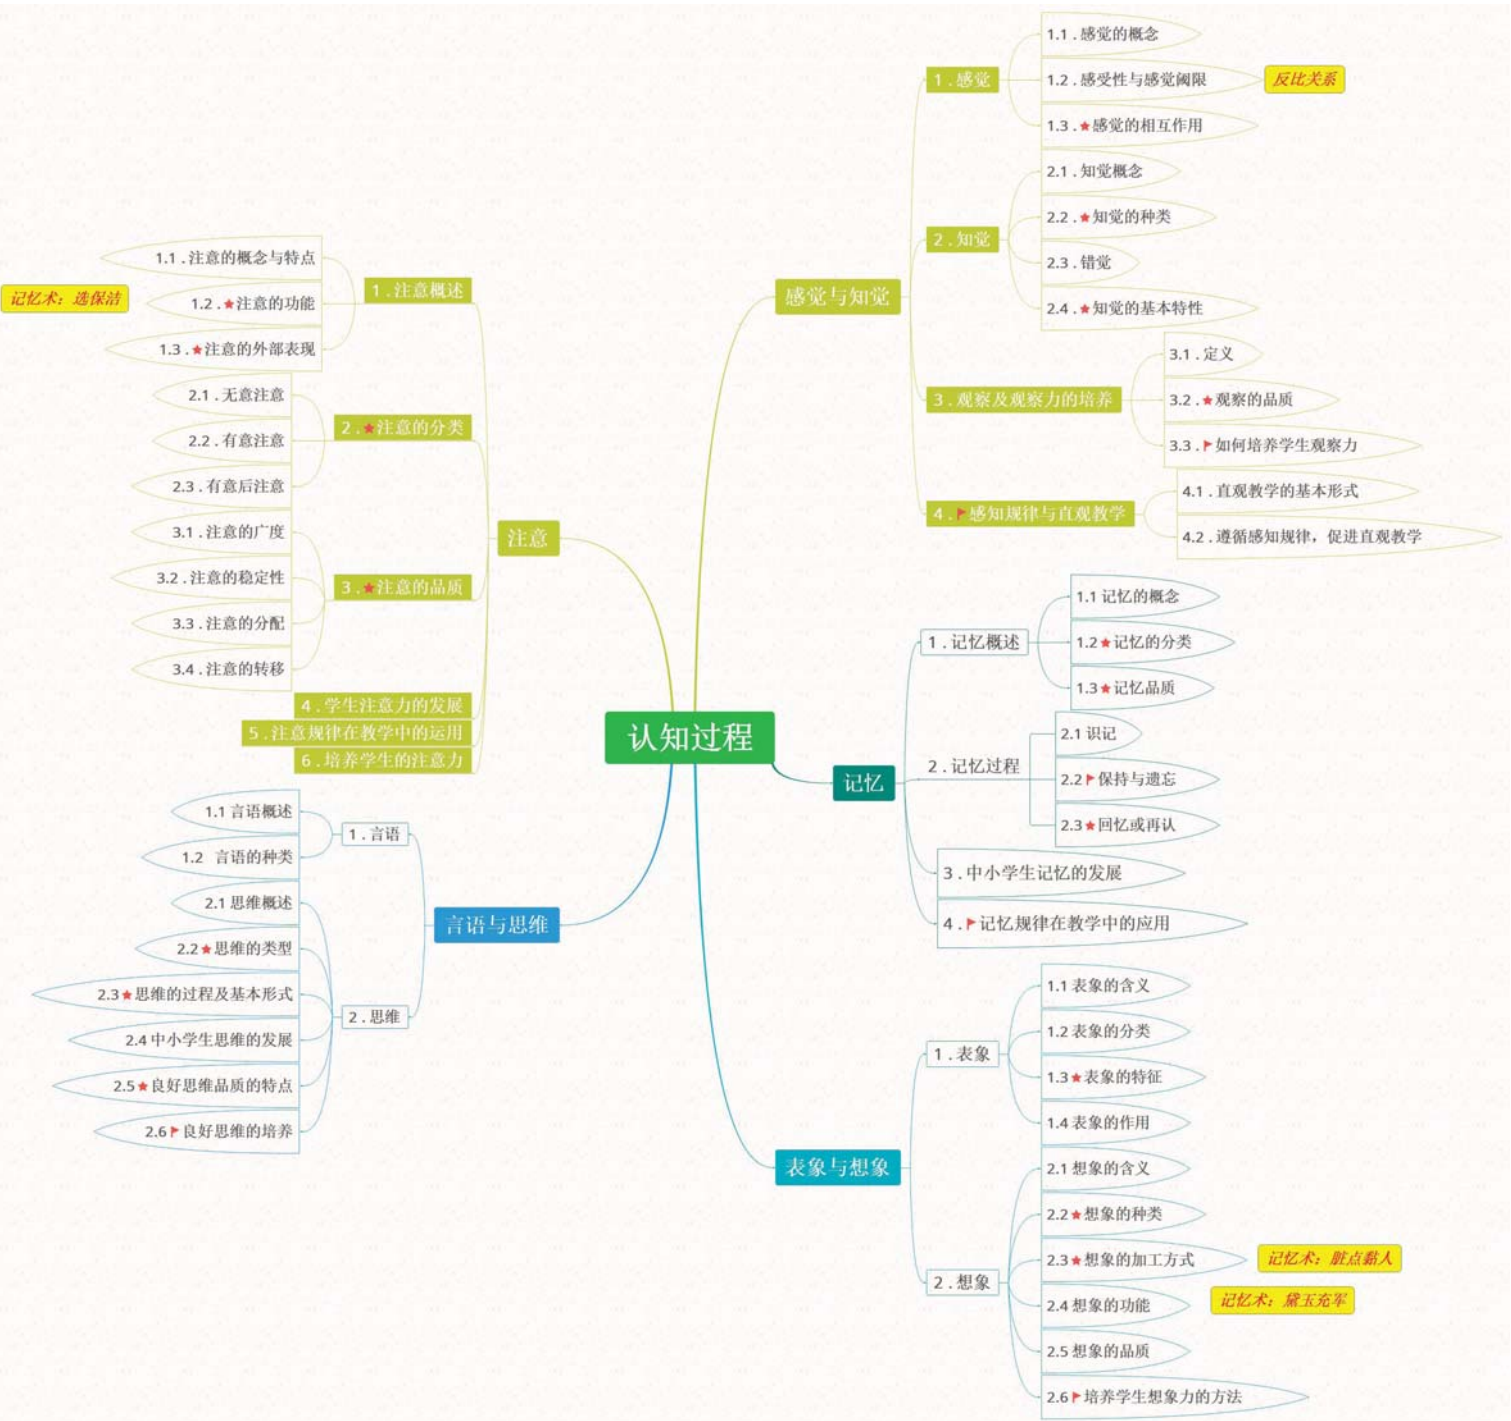 认知过程
感觉与知觉
1 . 感觉
1.1 . 感觉的概念
1.2 . 感受性与感觉阈限
反比关系
1.3 . ★感觉的相互作用
2 . 知觉
2.1 . 知觉概念
2.2 . ★知觉的种类
2.3 . 错觉
2.4 . ★知觉的基本特性
3 . 观察及观察力的培养
3.1 . 定义
3.2 . ★观察的品质
3.3 . 如何培养学生观察力
4 . 感知规律与直观教学
4.1 . 直观教学的基本形式
4.2 . 遵循感知规律，促进直观教学
记忆
1 . 记忆概述
1.1 记忆的概念
1.2★记忆的分类
1.3★记忆品质
2 . 记忆过程
2.1 识记
2.2 保持与遗忘
2.3★回忆或再认
3 . 中小学生记忆的发展
4 . 记忆规律在教学中的应用
表象与想象
1 . 表象
1.1 表象的含义
1.2 表象的分类
1.3★表象的特征
1.4 表象的作用
2 . 想象
2.1 想象的含义
2.2★想象的种类
2.3★想象的加工方式
记忆术：脏点黏人
2.4 想象的功能
记忆术：黛玉充军
2.5 想象的品质
2.6 培养学生想象力的方法
注意
1 . 注意概述
1.1 . 注意的概念与特点
1.2 . ★注意的功能
记忆术：选保洁
1.3 . ★注意的外部表现
2 . ★注意的分类
2.1 . 无意注意
2.2 . 有意注意
2.3 . 有意后注意
3 . ★注意的品质
3.1 . 注意的广度
3.2 . 注意的稳定性
3.3 . 注意的分配
3.4 . 注意的转移
4 . 学生注意力的发展
5 . 注意规律在教学中的运用
6 . 培养学生的注意力
言语与思维
1 . 言语
1.1 言语概述
1.2 言语的种类
2 . 思维
2.1 思维概述
2.2★思维的类型
2.3★思维的过程及基本形式
2.4 中小学生思维的发展
2.5★良好思维品质的特点
2.6 良好思维的培养